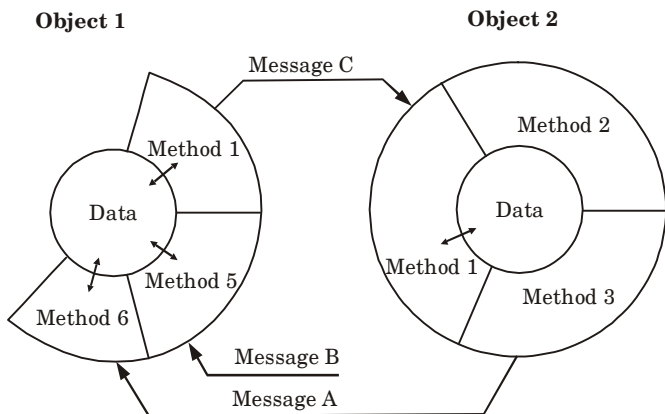 Object 1
Object 2
Message C
Method 1
Method 2
Data
Data
Method 1
Method 5
Method 6
Method 3
Message B
Message A